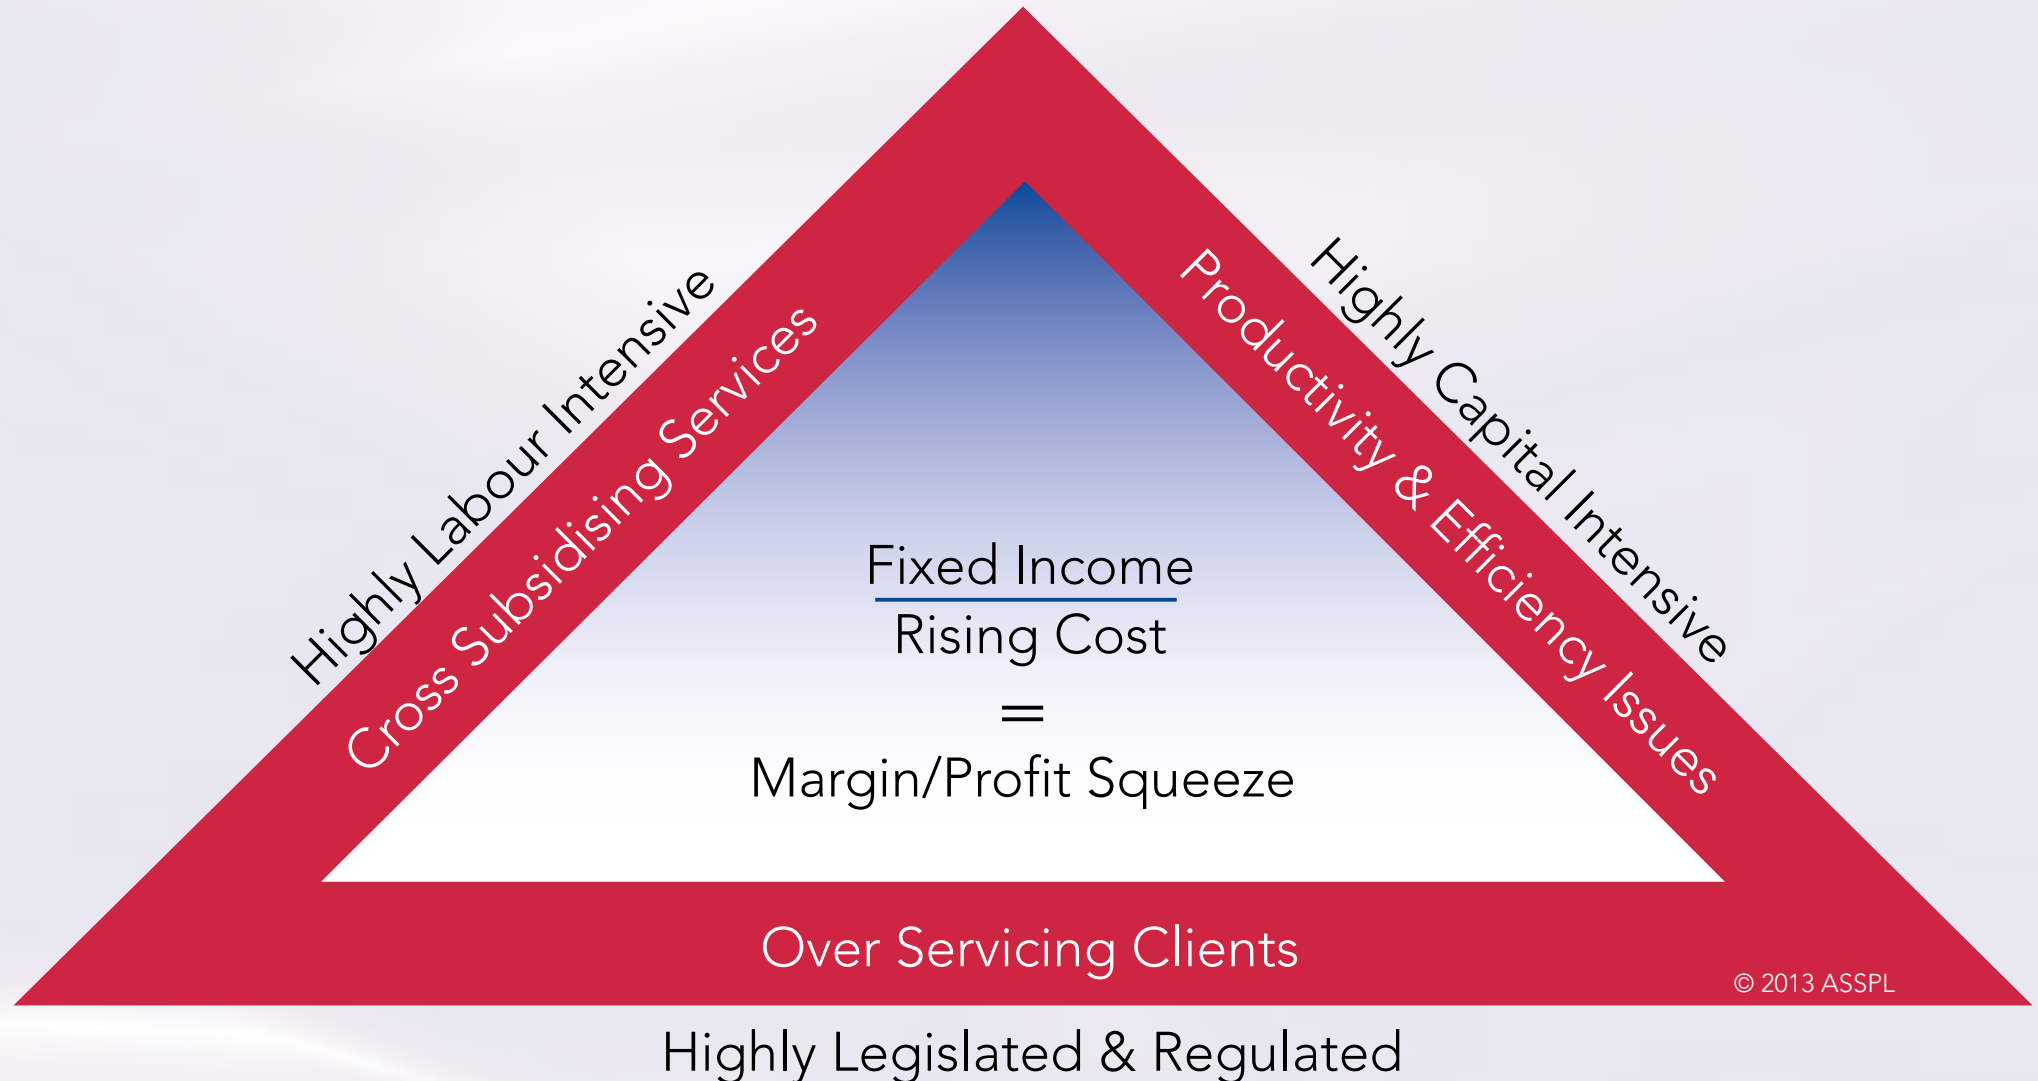 Highly Labour Intensive
Cross Subsidising Services
Highly Capital Intensive
Productivity & Efficiency Issues
Fixed Income
Rising Cost
=
Margin/Profit Squeeze
Over Servicing Clients
© 2013 ASSPL
Highly Legislated & Regulated